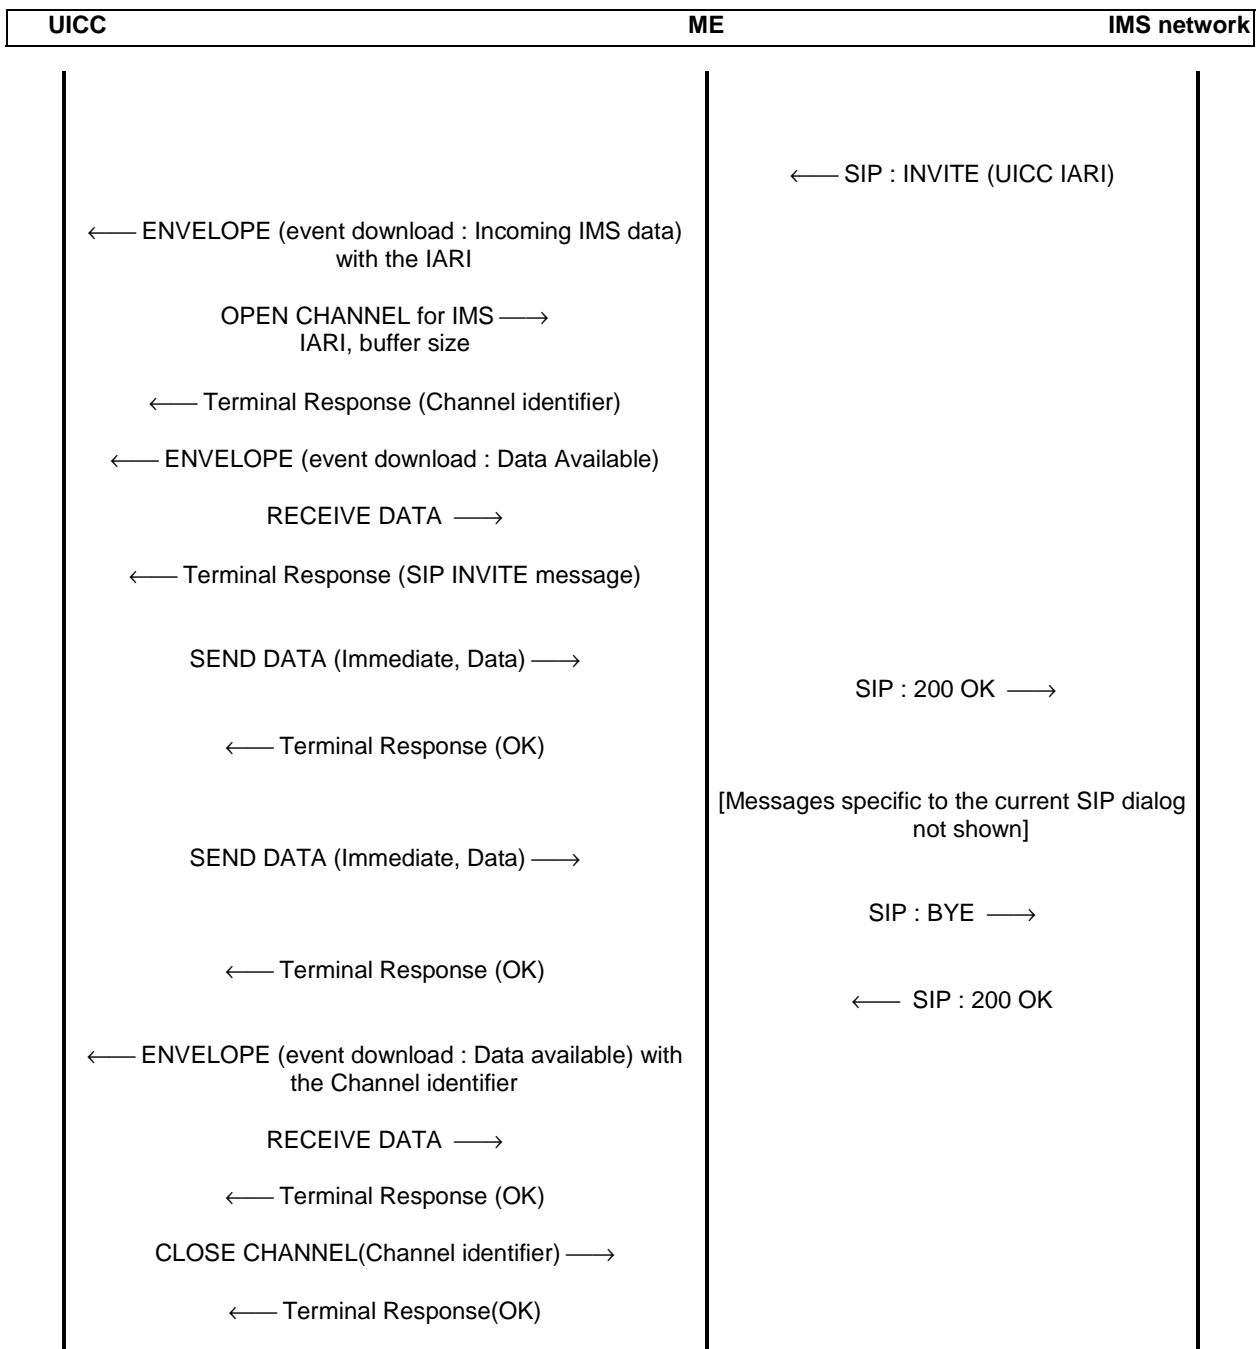 UICC ME IMS network
← SIP : INVITE (UICC IARI)
← ENVELOPE (event download : Incoming IMS data)
with the IARI
OPEN CHANNEL for IMS →
IARI, buffer size
← Terminal Response (Channel identifier)
← ENVELOPE (event download : Data Available)
RECEIVE DATA →
← Terminal Response (SIP INVITE message)
SEND DATA (Immediate, Data) →
SIP : 200 OK →
← Terminal Response (OK)
[Messages specific to the current SIP dialog
not shown]
SEND DATA (Immediate, Data) →
SIP : BYE →
← Terminal Response (OK)
← SIP : 200 OK
← ENVELOPE (event download : Data available) with
the Channel identifier
RECEIVE DATA →
← Terminal Response (OK)
CLOSE CHANNEL(Channel identifier) →
← Terminal Response(OK)